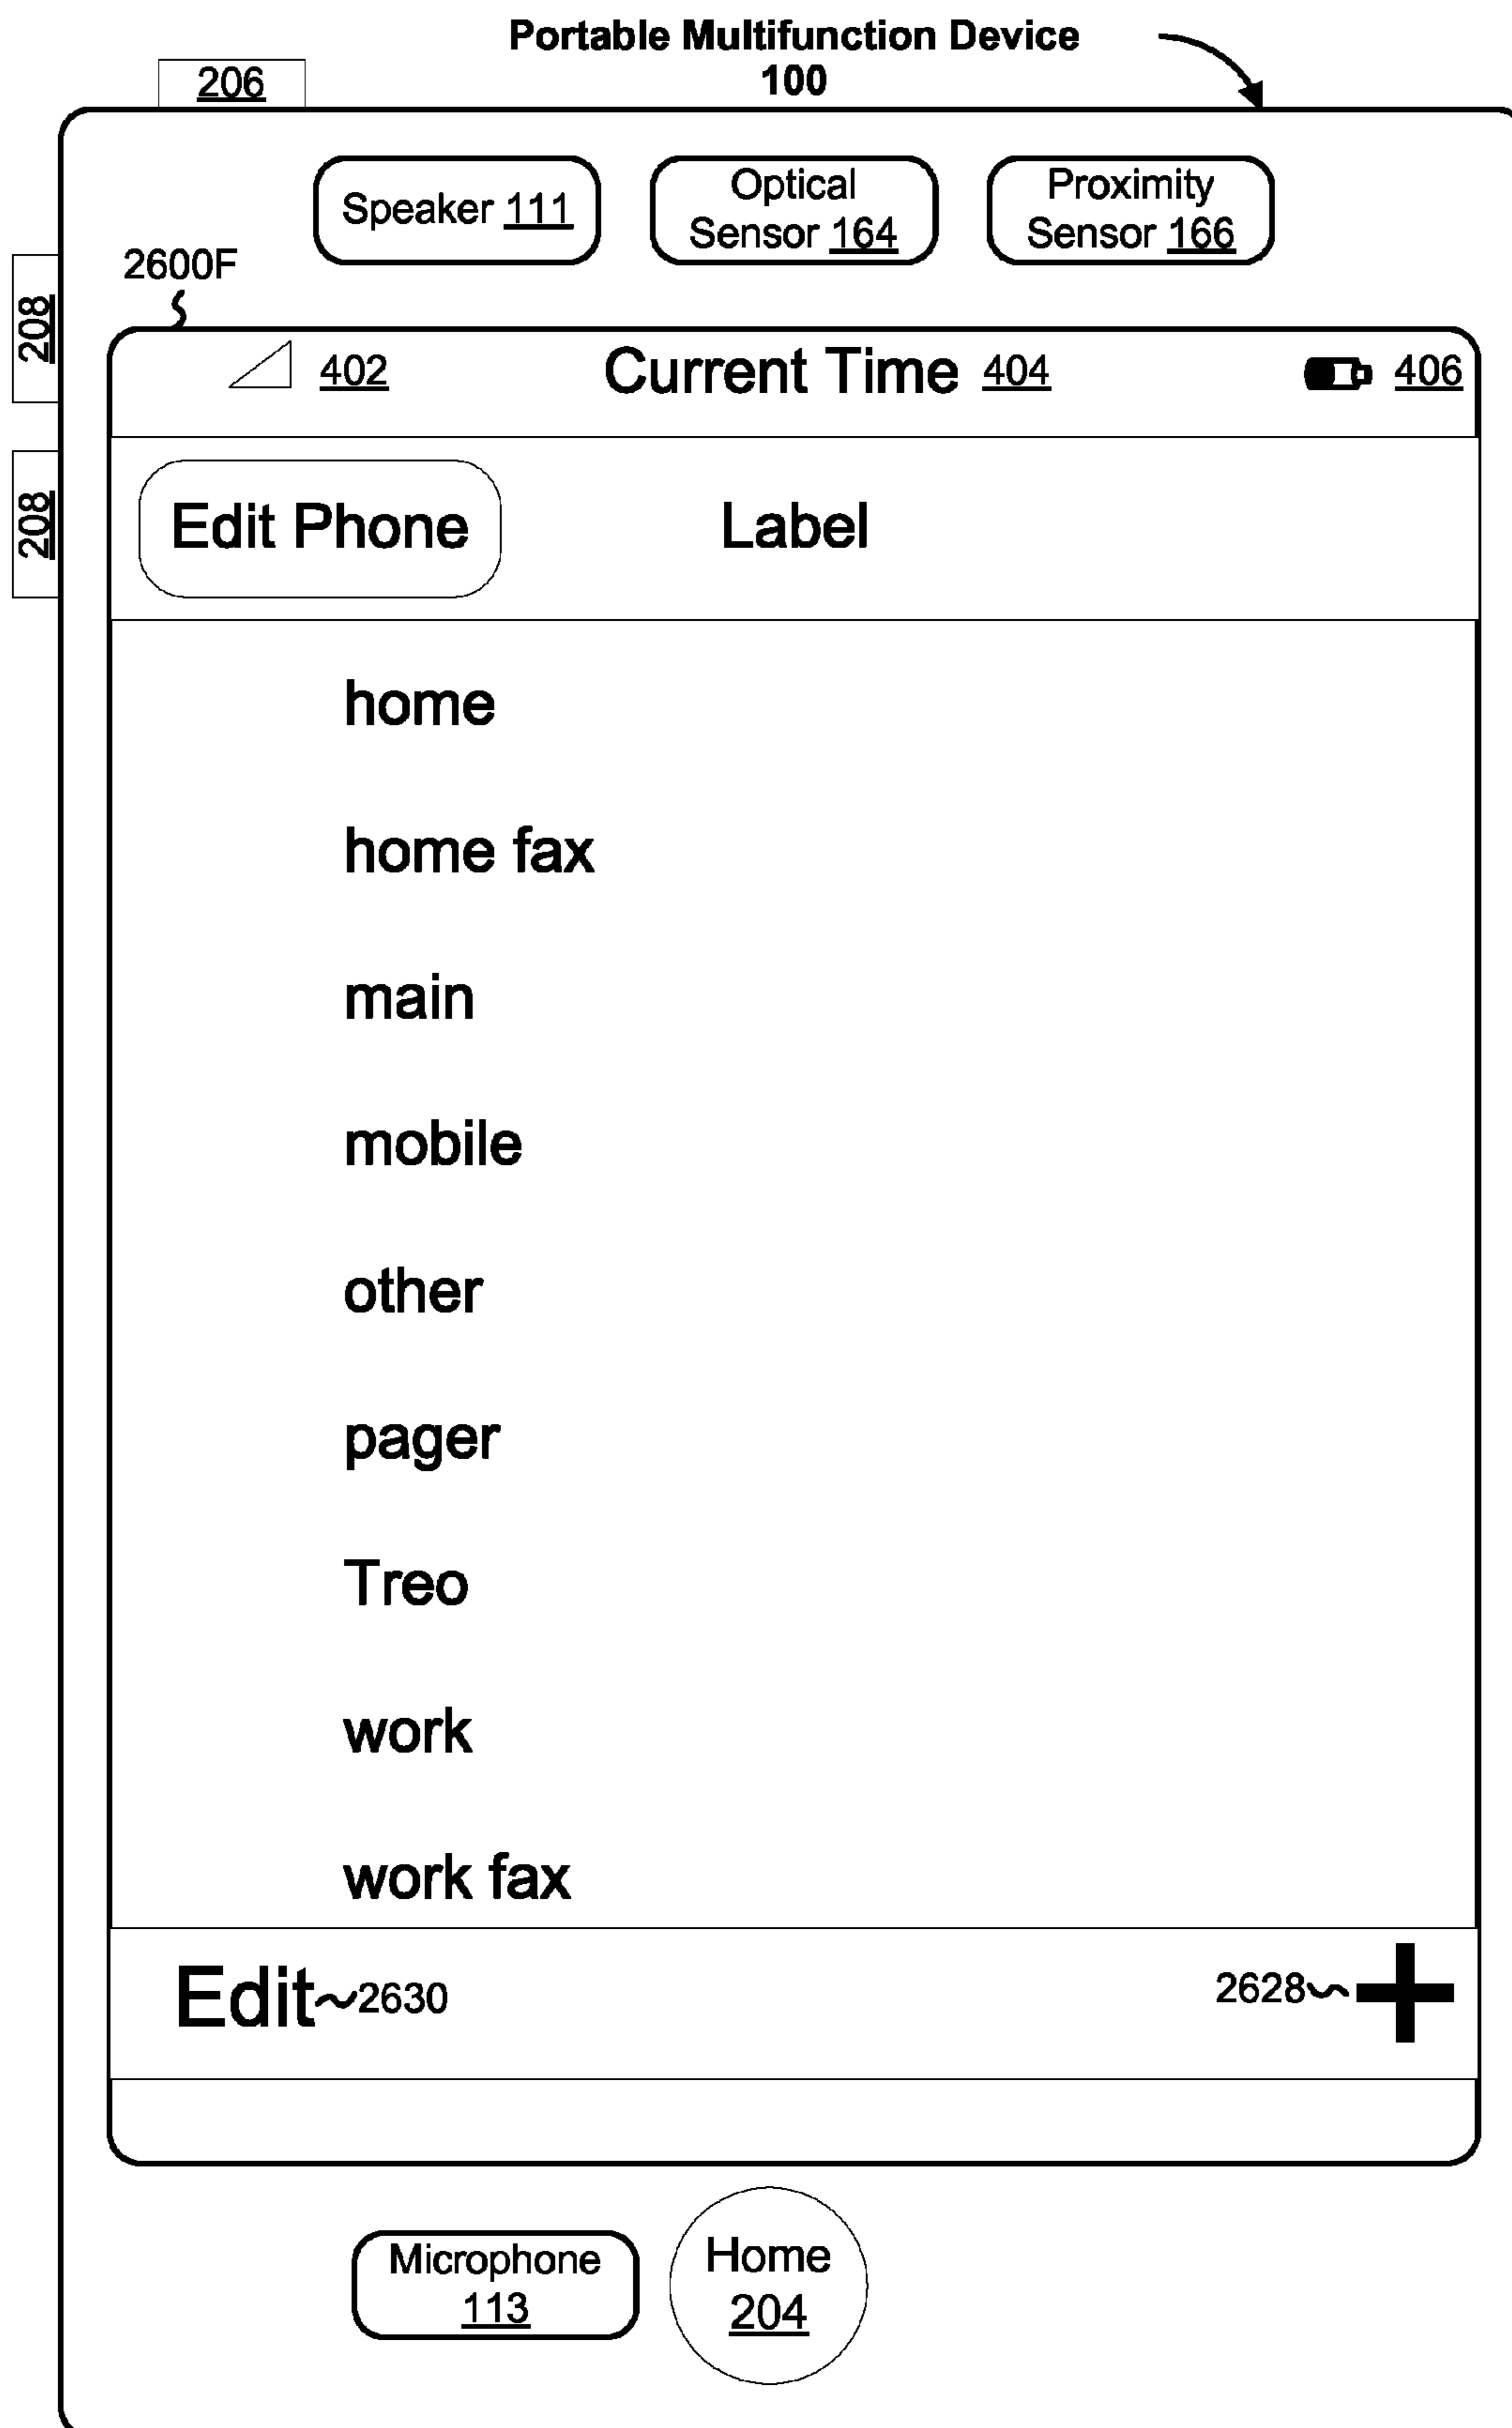 Portable Multifunction Device
100
206
Speaker 111
Optical
Sensor 164
Proximity
Sensor 166
2600F
208
208
402
Current Time 404
406
Edit Phone
Label
home
home fax
main
mobile
other
pager
Treo
work
work fax
Edit 2630
2628
Microphone
113
Home
204